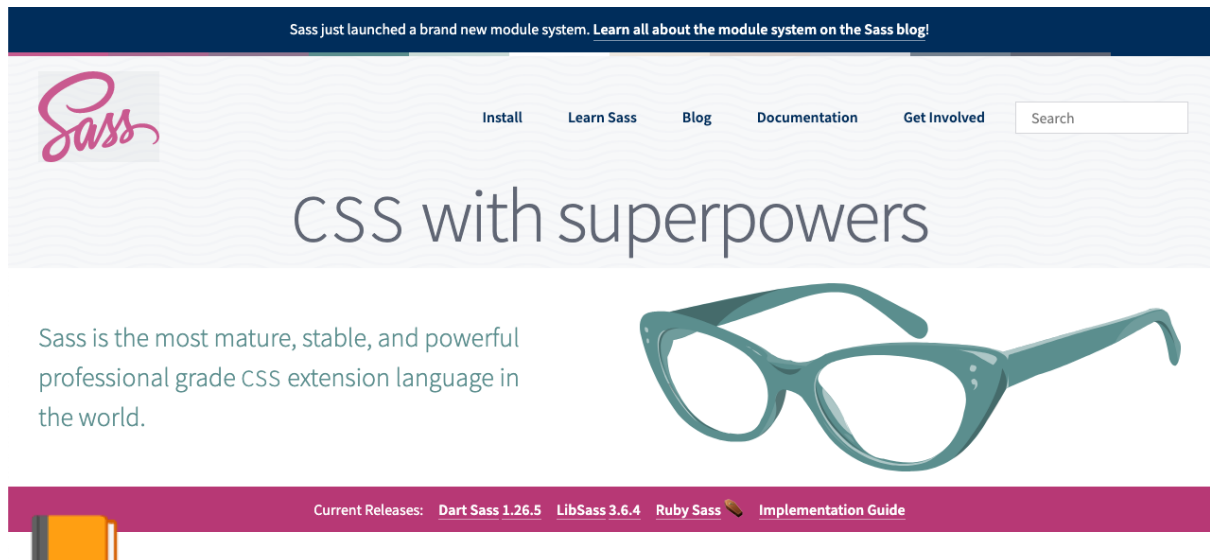 Sass just launched a brand new module system. Learn all about the module system on the Sass blog!
Sass
Install Learn Sass Blog Documentation Get Involved Search
CSS with superpowers
Sass is the most mature, stable, and powerful
professional grade CSS extension language in
the world.
Current Releases: Dart Sass 1.26.5 LibSass 3.6.4 Ruby Sass Implementation Guide